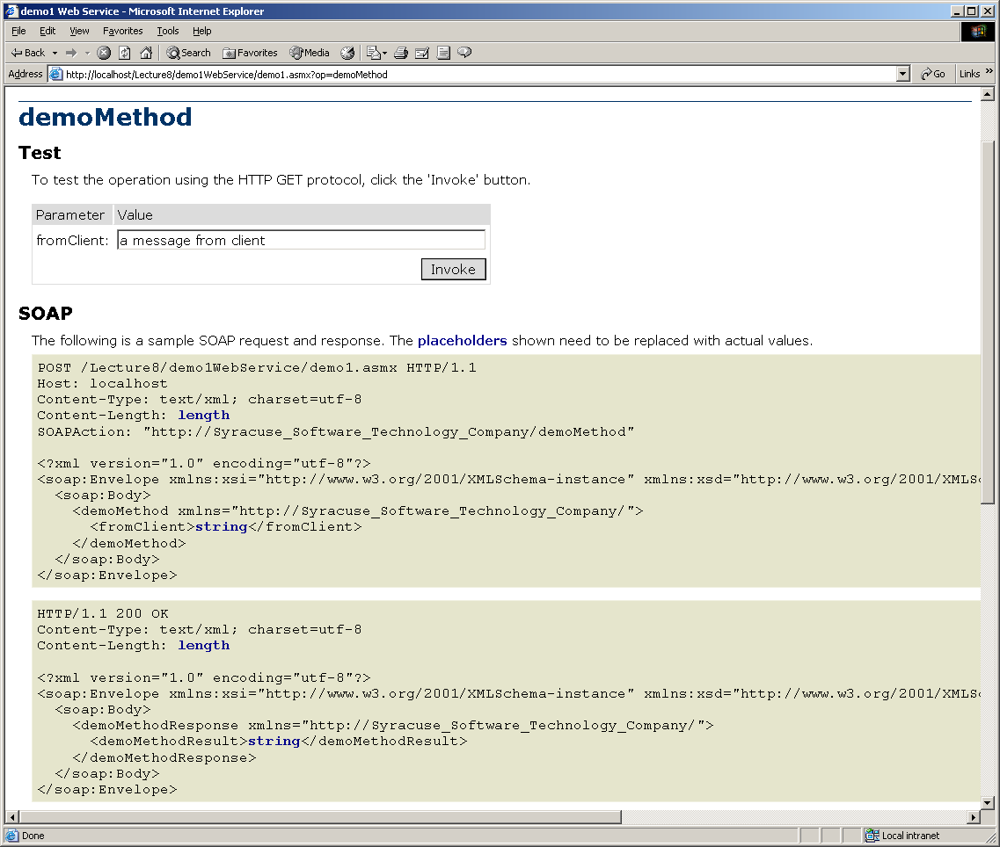 demo1 Web Service - Microsoft Internet Explorer
File Edit View Favorites Tools Help
Back Search Favorites Media
Address http://localhost/Lecture8/demo1WebService/demo1.asmx?op=demoMethod Go Links »
demoMethod
Test
To test the operation using the HTTP GET protocol, click the 'Invoke' button.
Parameter Value
fromClient: a message from client
Invoke
SOAP
The following is a sample SOAP request and response. The placeholders shown need to be replaced with actual values.
POST /Lecture8/demo1WebService/demo1.asmx HTTP/1.1
Host: localhost
Content-Type: text/xml; charset=utf-8
Content-Length: length
SOAPAction: "http://Syracuse_Software_Technology_Company/demoMethod"
<?xml version="1.0" encoding="utf-8"?>
<soap:Envelope xmlns:xsi="http://www.w3.org/2001/XMLSchema-instance" xmlns:xsd="http://www.w3.org/2001/XMLSc
<soap:Body>
<demoMethod xmlns="http://Syracuse_Software_Technology_Company/">
<fromClient>string</fromClient>
</demoMethod>
</soap:Body>
</soap:Envelope>
HTTP/1.1 200 OK
Content-Type: text/xml; charset=utf-8
Content-Length: length
<?xml version="1.0" encoding="utf-8"?>
<soap:Envelope xmlns:xsi="http://www.w3.org/2001/XMLSchema-instance" xmlns:xsd="http://www.w3.org/2001/XMLSc
<soap:Body>
<demoMethodResponse xmlns="http://Syracuse_Software_Technology_Company/">
<demoMethodResult>string</demoMethodResult>
</demoMethodResponse>
</soap:Body>
</soap:Envelope>
Done Local intranet